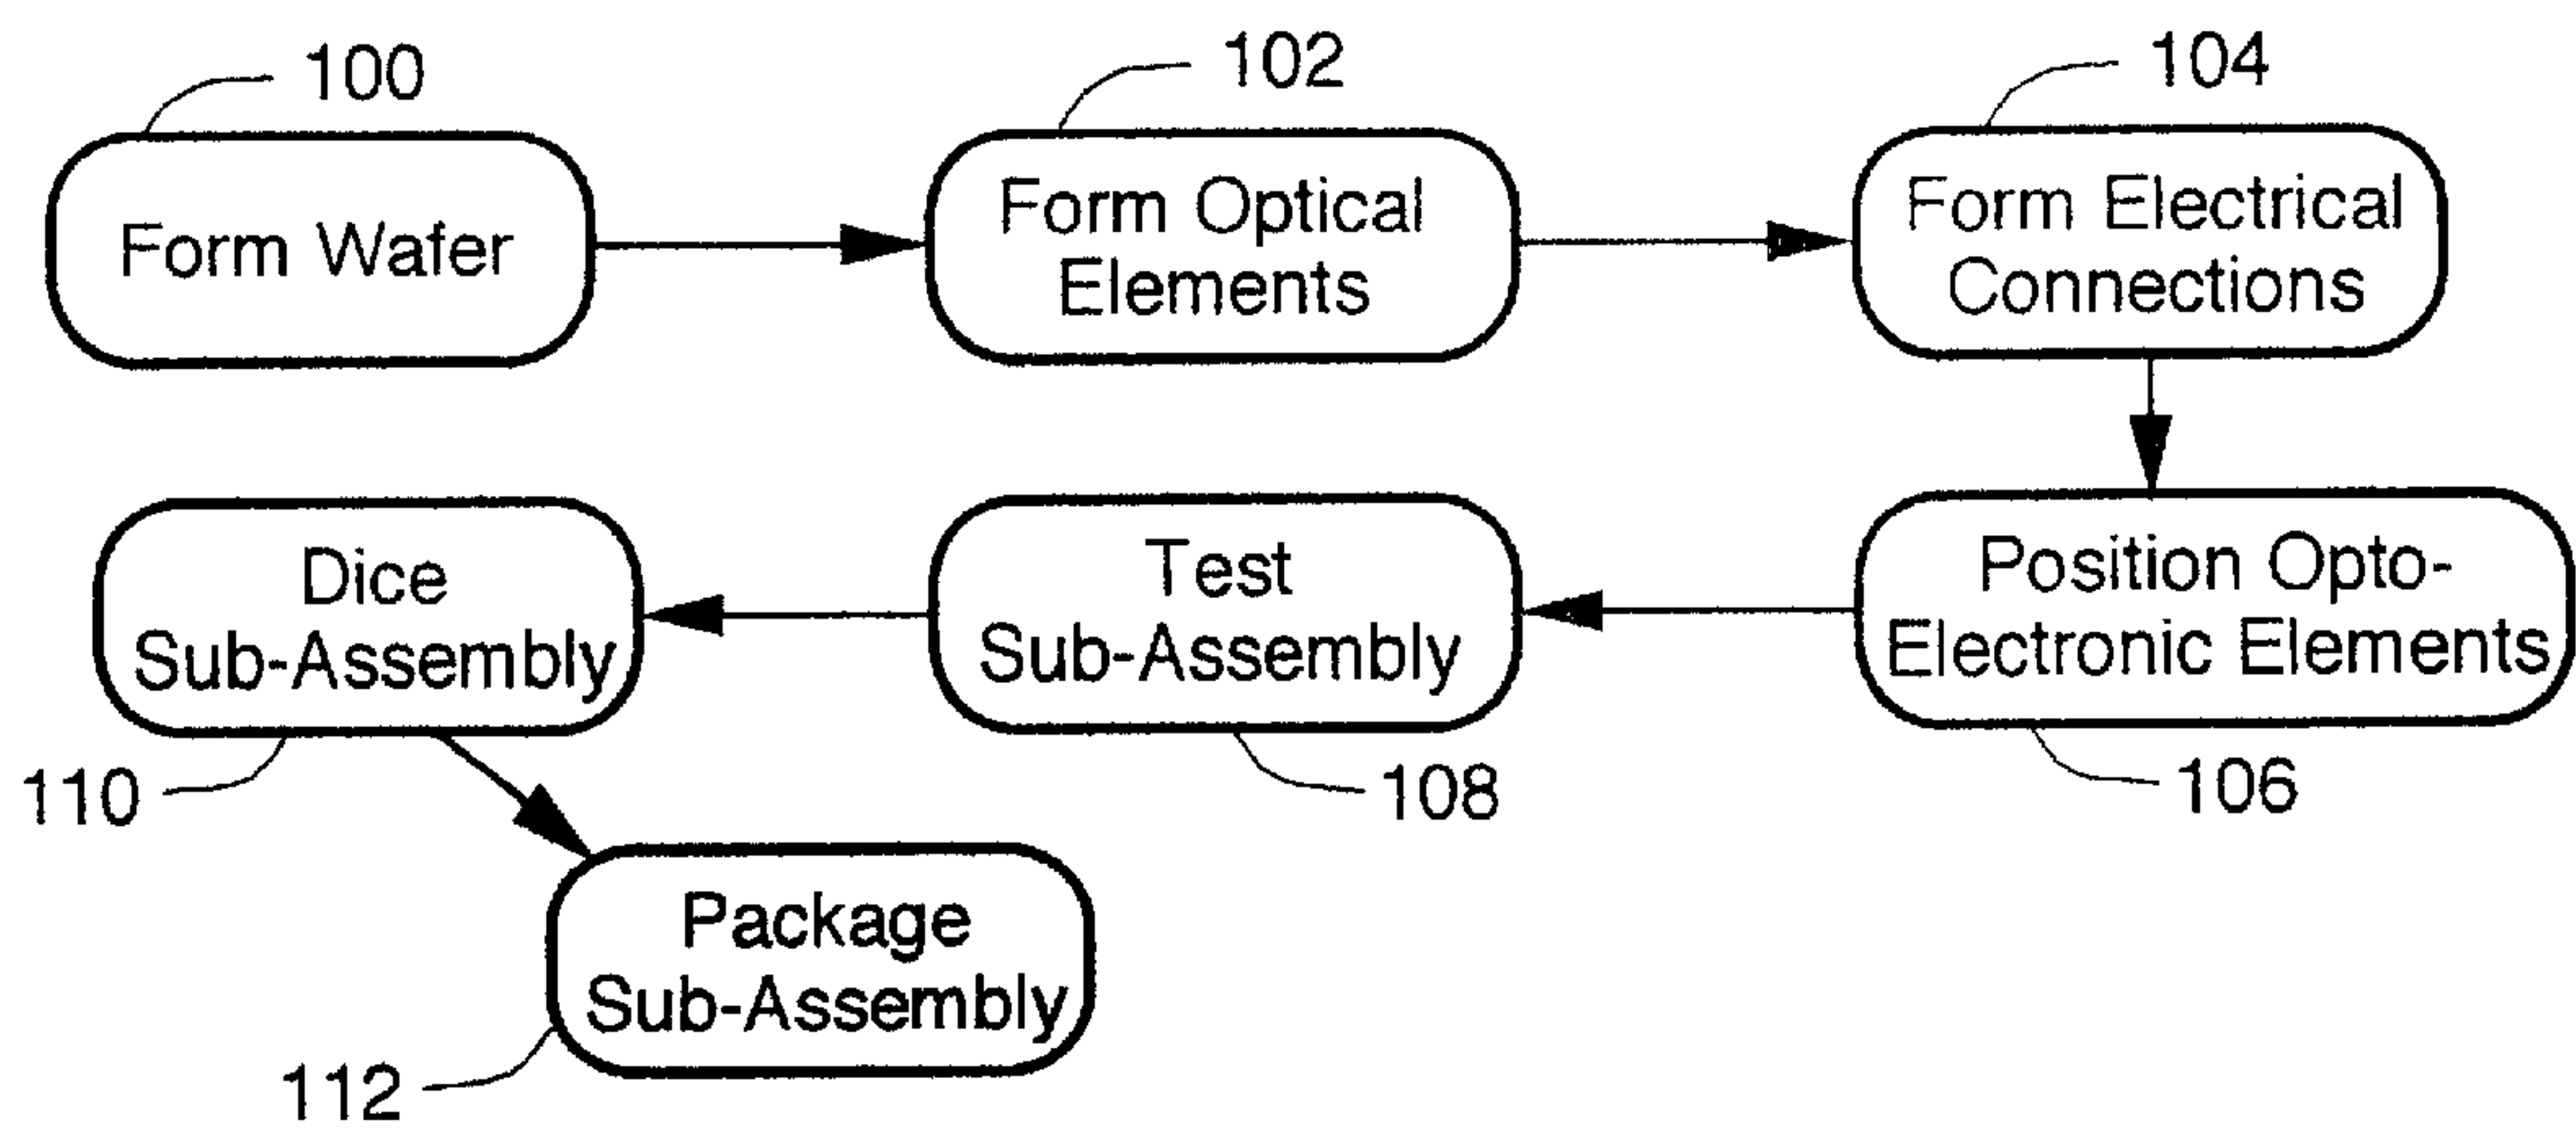 100
Form Wafer
102
Form Optical
Elements
104
Form Electrical
Connections
Position Opto-
Electronic Elements
106
Test
Sub-Assembly
108
Dice
Sub-Assembly
110
Package
Sub-Assembly
112